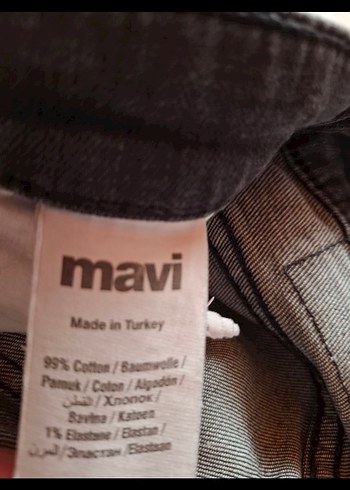 mavi
Made in Turkey
99% Cotton / Baumwolle /
Pamuk / Coton / Algodón /
القطن / Хлопок /
Bavlna / Katoen
1% Elastane / Elastan /
/ Эластан / Elastaan